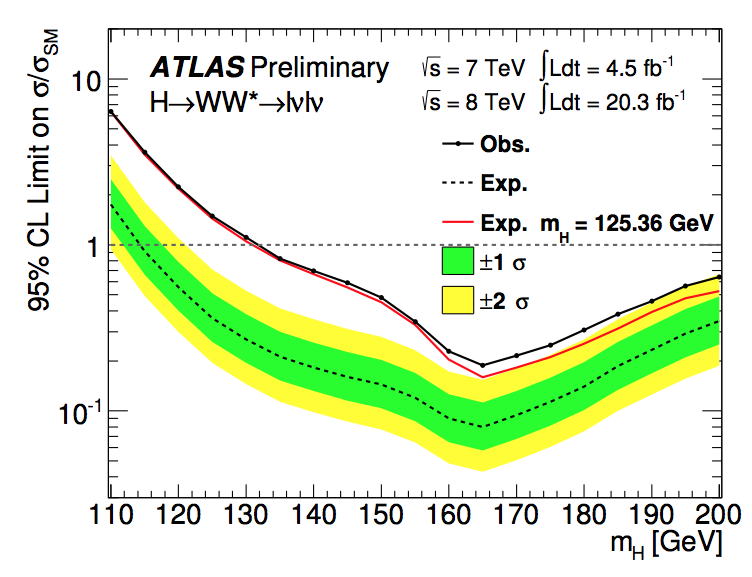 ATLAS Preliminary
H→WW*→lνlν
√s = 7 TeV ∫Ldt = 4.5 fb⁻¹
√s = 8 TeV ∫Ldt = 20.3 fb⁻¹
Obs.
Exp.
Exp. m_H = 125.36 GeV
±1 σ
±2 σ
95% CL Limit on σ/σ_SM
10
1
10⁻¹
110 120 130 140 150 160 170 180 190 200
m_H [GeV]